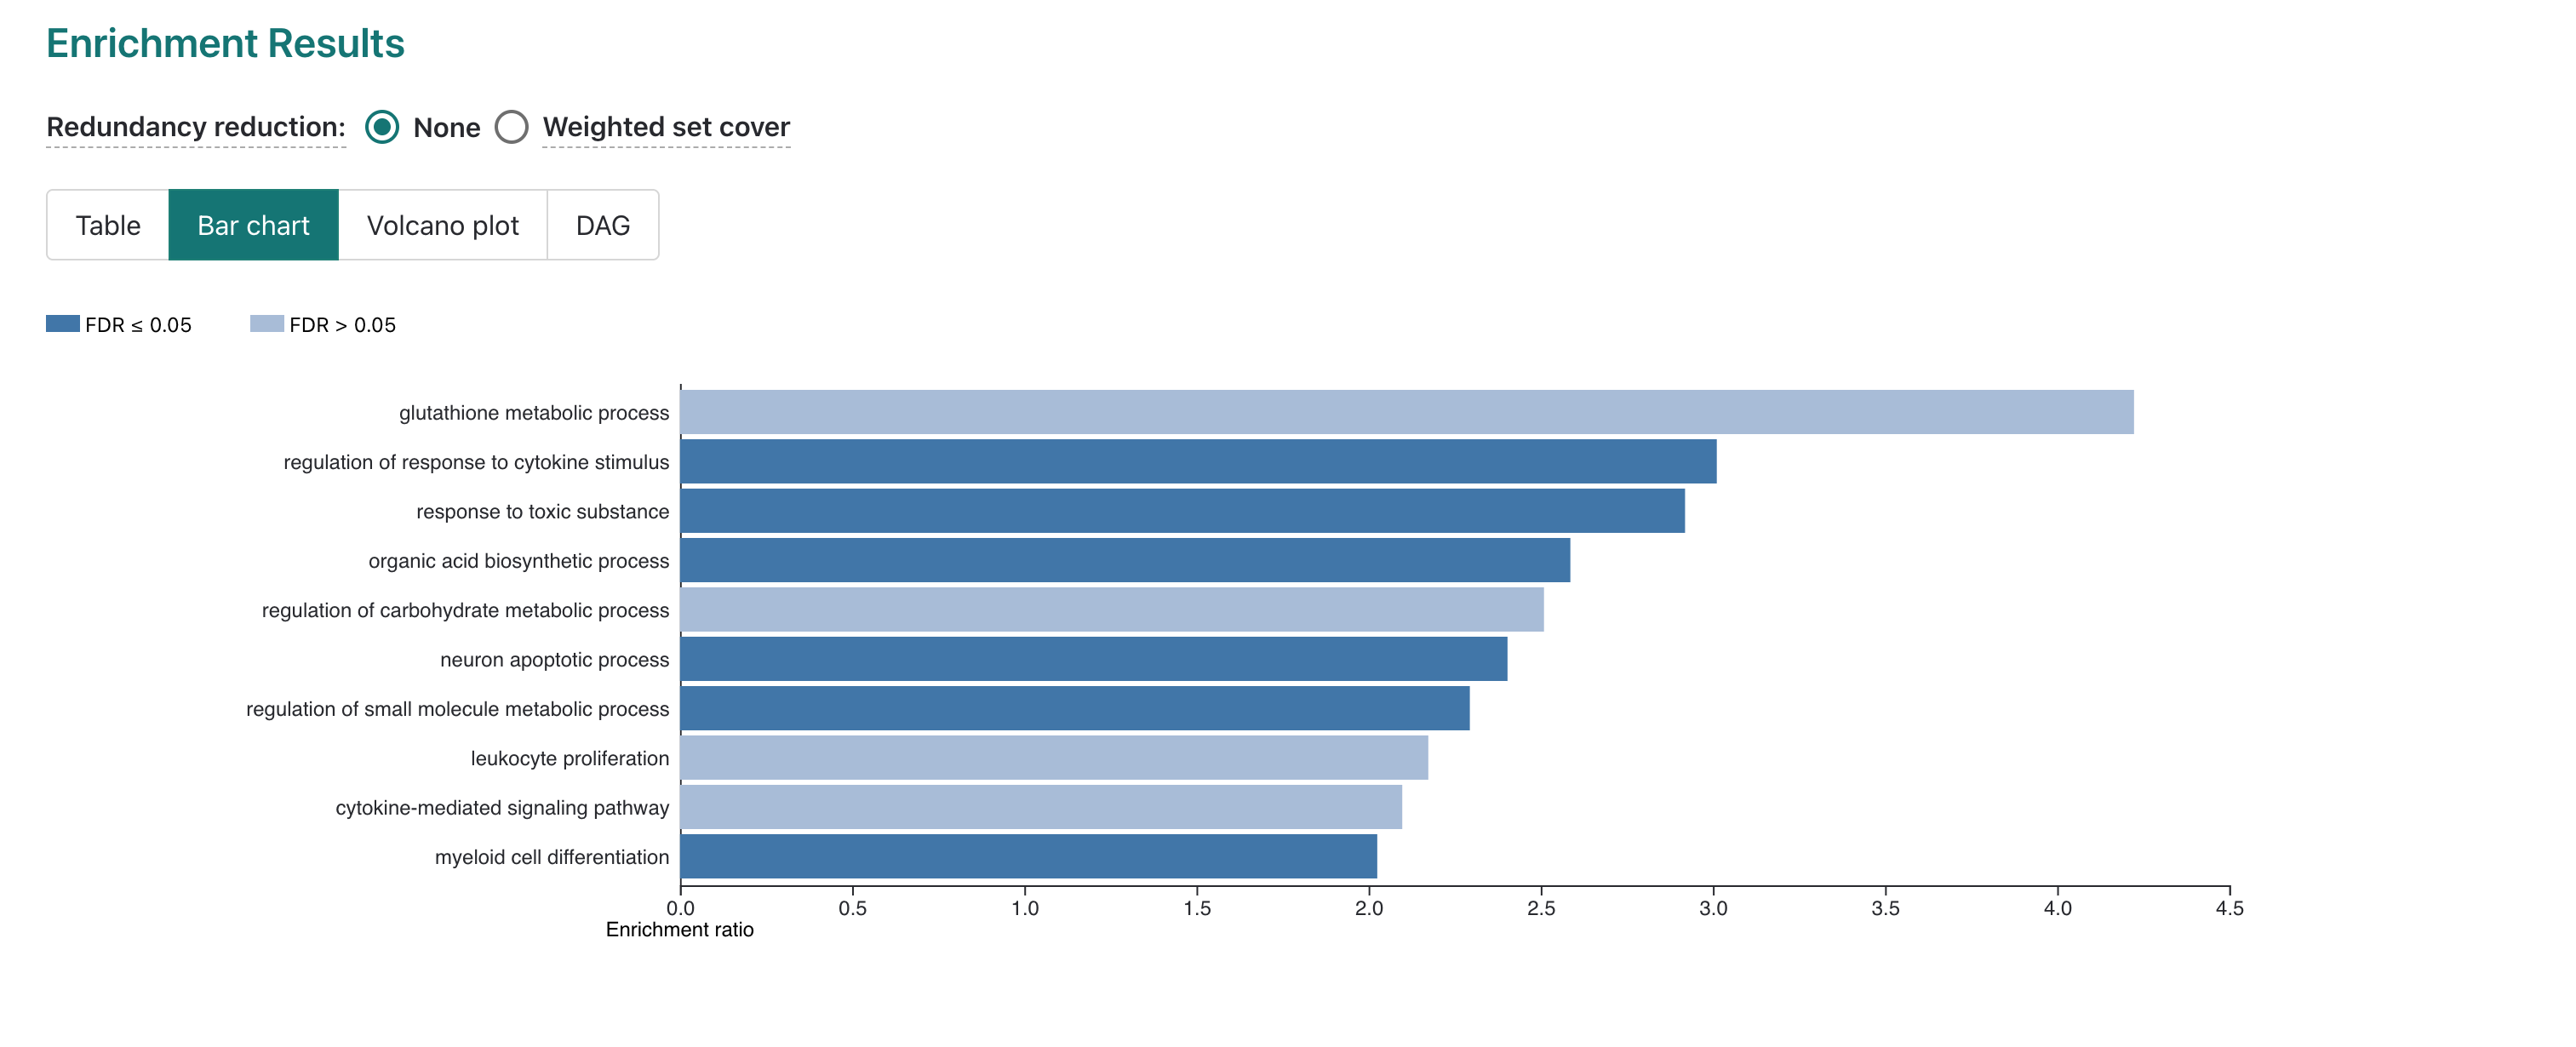 Enrichment Results
Redundancy reduction: None Weighted set cover
Table Bar chart Volcano plot DAG
FDR ≤ 0.05 FDR > 0.05
glutathione metabolic process
regulation of response to cytokine stimulus
response to toxic substance
organic acid biosynthetic process
regulation of carbohydrate metabolic process
neuron apoptotic process
regulation of small molecule metabolic process
leukocyte proliferation
cytokine-mediated signaling pathway
myeloid cell differentiation
0.0 0.5 1.0 1.5 2.0 2.5 3.0 3.5 4.0 4.5
Enrichment ratio